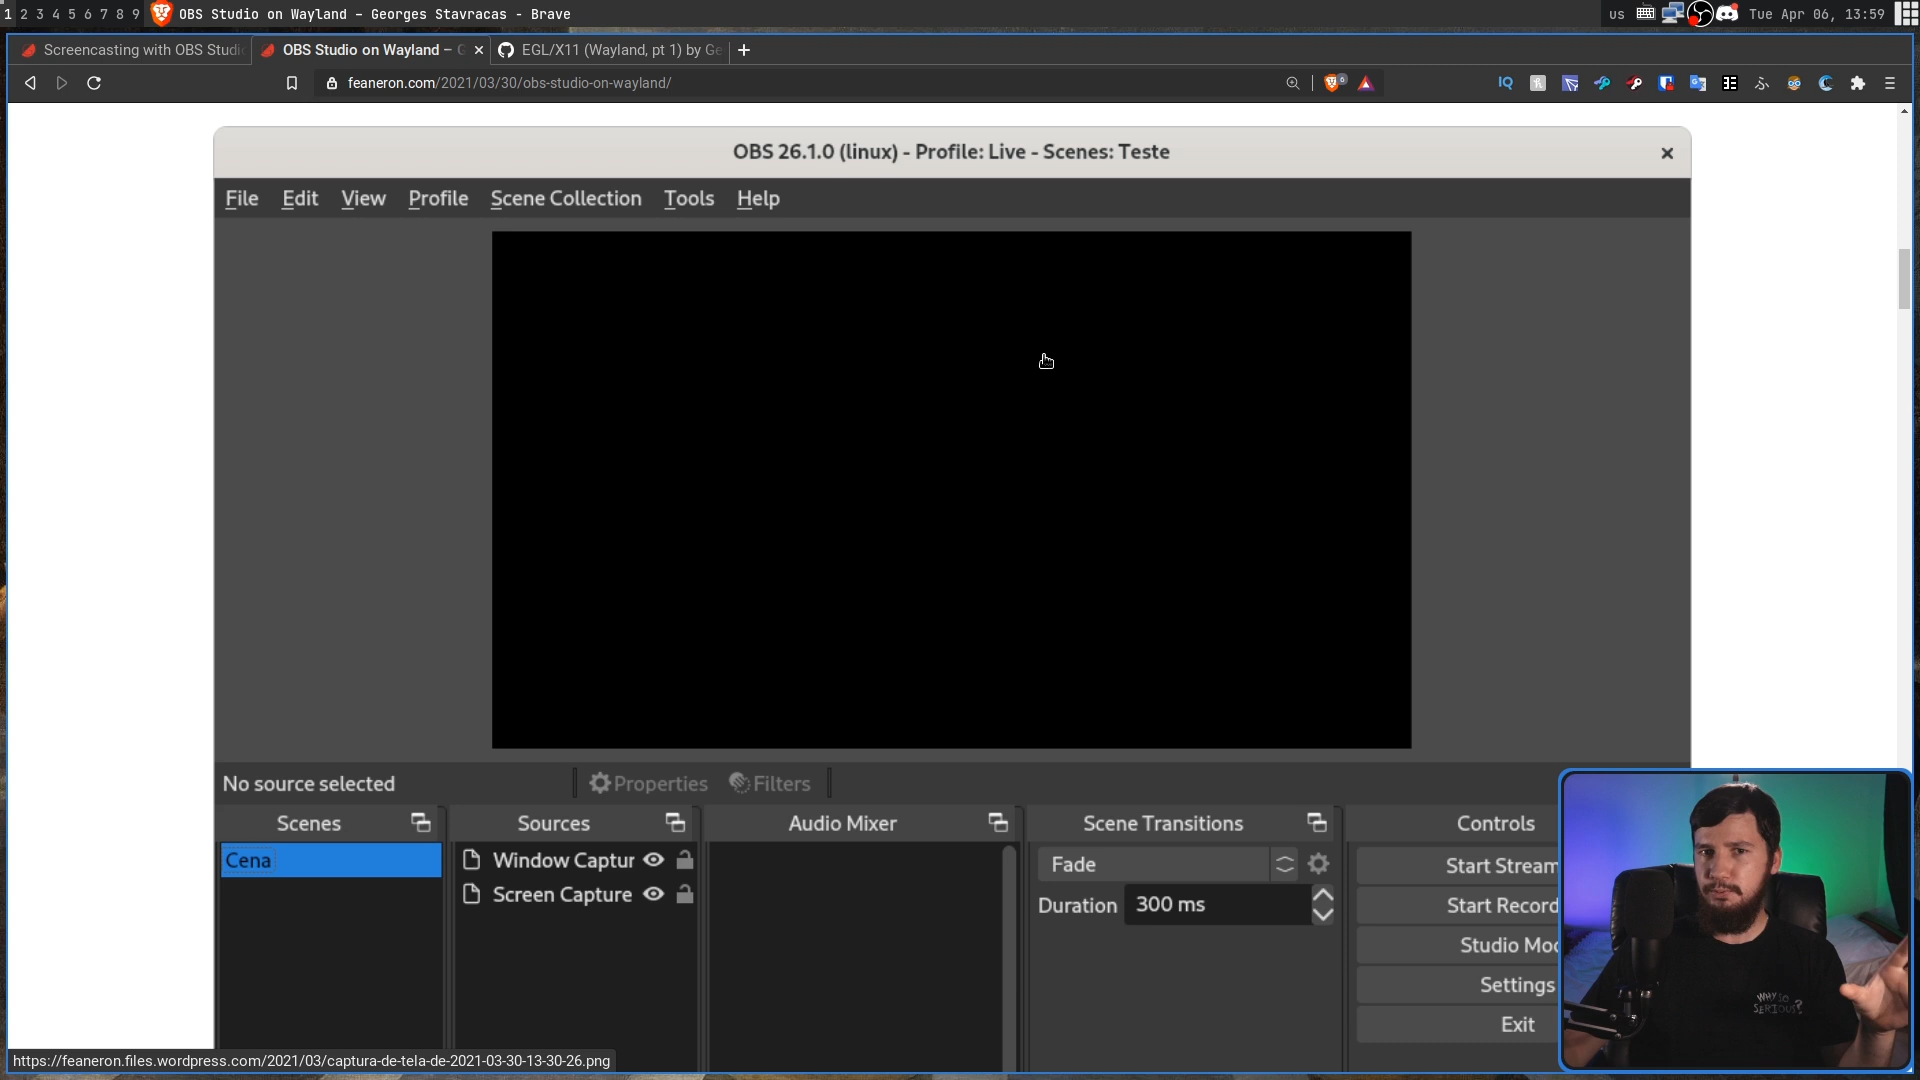 1 2 3 4 5 6 7 8 9 OBS Studio on Wayland – Georges Stavracas - Brave
us Tue Apr 06, 13:59
Screencasting with OBS Studi
OBS Studio on Wayland – G
EGL/X11 (Wayland, pt 1) by Ge
feaneron.com/2021/03/30/obs-studio-on-wayland/
IQ
OBS 26.1.0 (linux) - Profile: Live - Scenes: Teste
File Edit View Profile Scene Collection Tools Help
No source selected
Properties
Filters
Scenes
Sources
Audio Mixer
Scene Transitions
Controls
Cena
Window Captur
Screen Capture
Fade
Duration 300 ms
Start Stream
Start Record
Studio Mod
Settings
Exit
WHY SO
SERIOUS?
https://feaneron.files.wordpress.com/2021/03/captura-de-tela-de-2021-03-30-13-30-26.png